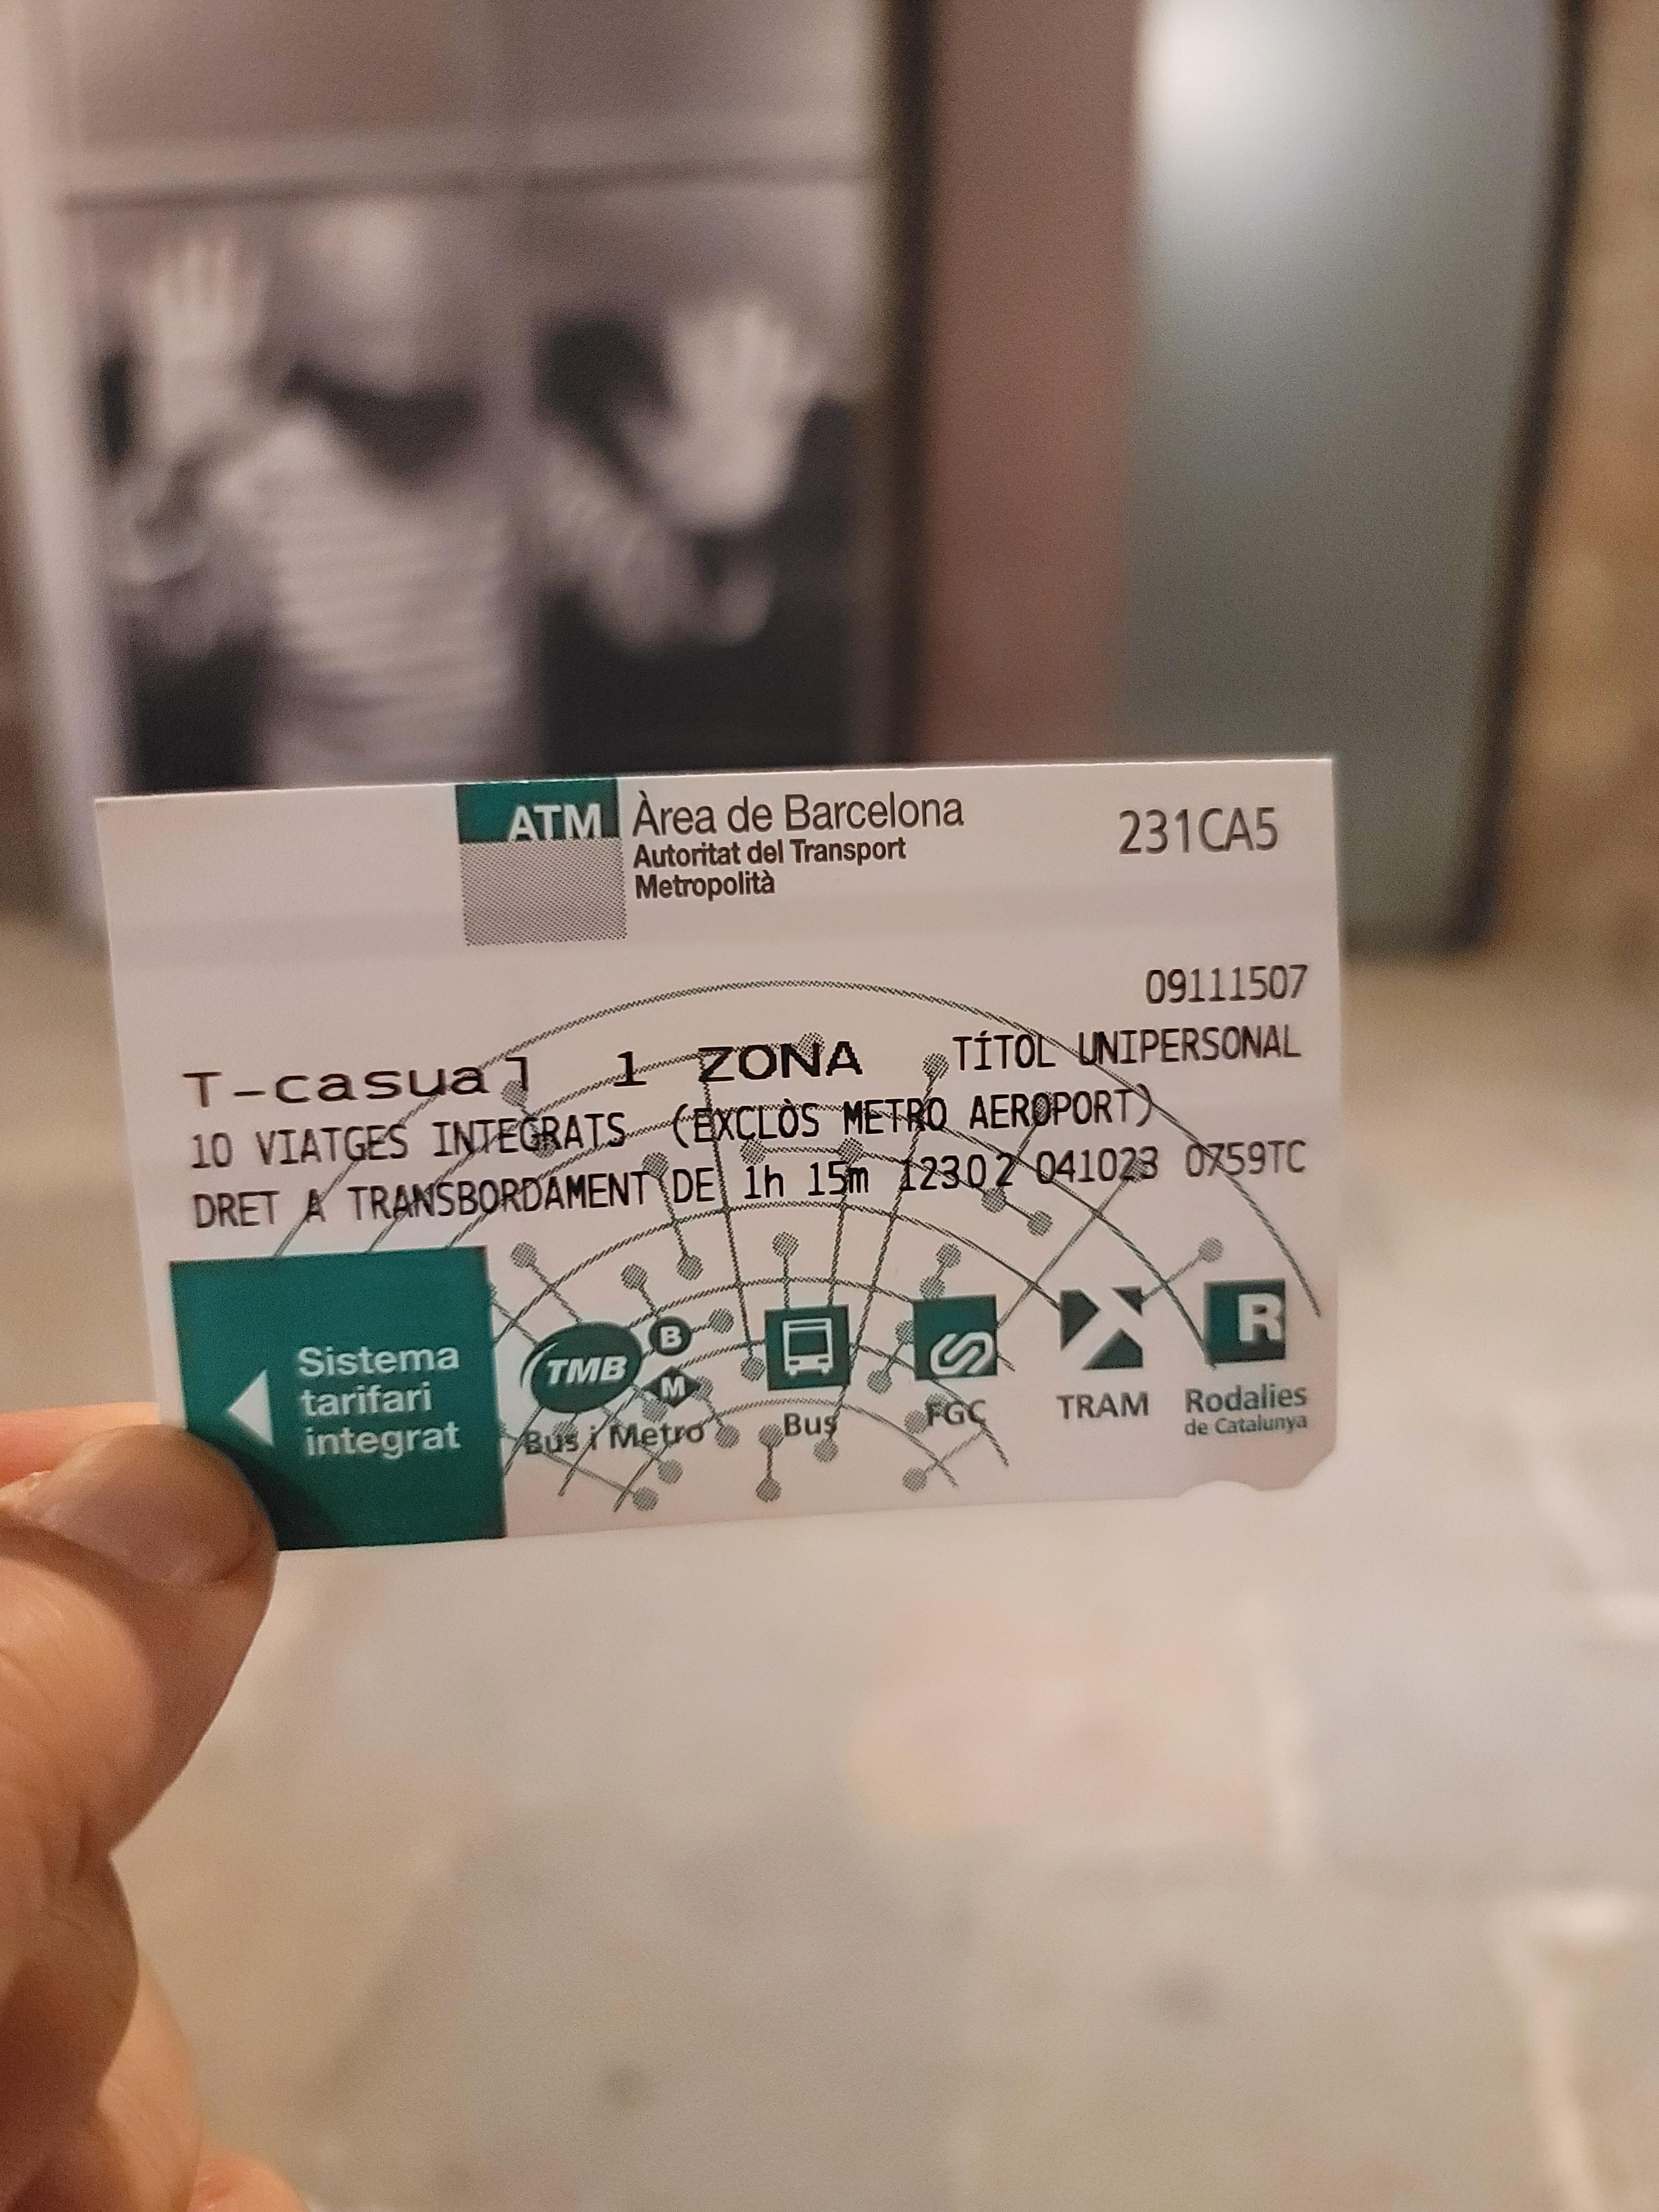 ATM Àrea de Barcelona
Autoritat del Transport
Metropolità
231CA5
09111507
T-casual 1 ZONA TÍTOL UNIPERSONAL
10 VIATGES INTEGRATS (EXCLÒS METRO AEROPORT)
DRET A TRANSBORDAMENT DE 1h 15m 12302 041023 0759TC
Sistema
tarifari
integrat
TMB B M
Bus i Metro
Bus
FGC
TRAM
R
Rodalies
de Catalunya